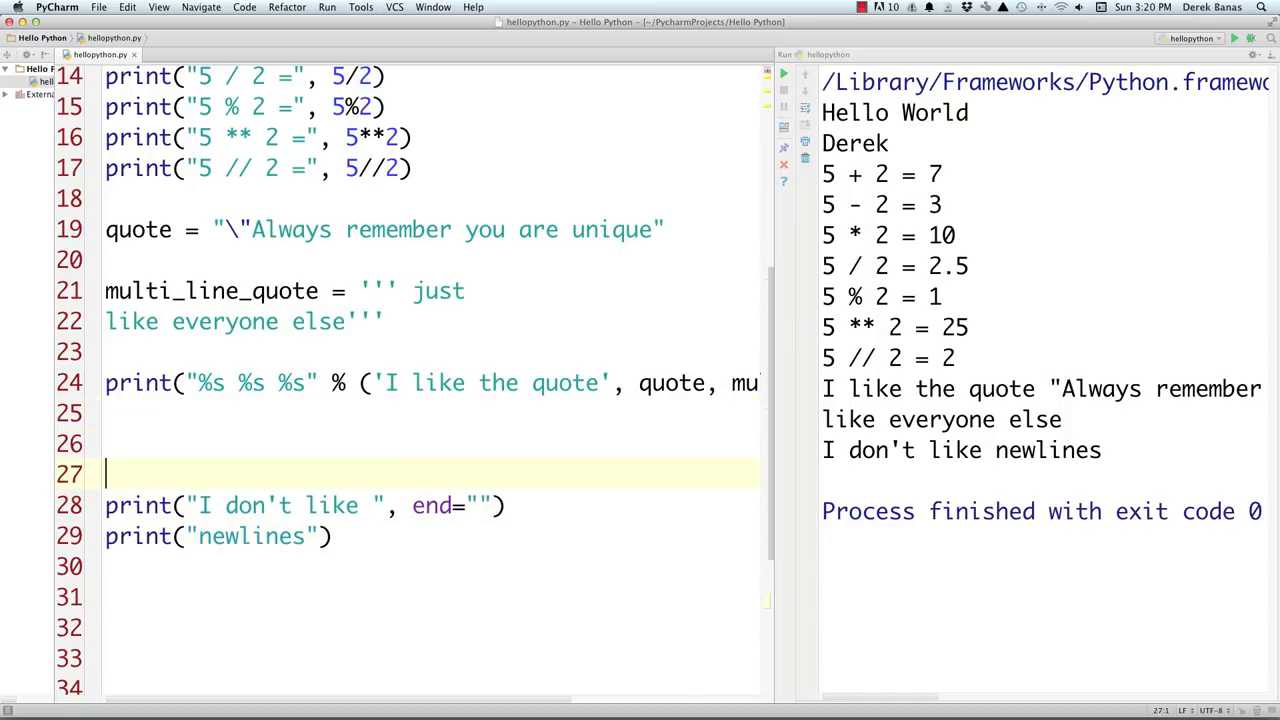 PyCharm File Edit View Navigate Code Refactor Run Tools VCS Window Help 10 Sun 3:20 PM Derek Banas
hellopython.py – Hello Python – [~/PycharmProjects/Hello Python]
Hello Python hellopython.py hellopython
hellopython.py Run hellopython
Hello P
hell
Externa
14 print("5 / 2 =", 5/2)
15 print("5 % 2 =", 5%2)
16 print("5 ** 2 =", 5**2)
17 print("5 // 2 =", 5//2)
18
19 quote = "\"Always remember you are unique"
20
21 multi_line_quote = ''' just
22 like everyone else'''
23
24 print("%s %s %s" % ('I like the quote', quote, mul
25
26
27
28 print("I don't like ", end="")
29 print("newlines")
30
31
32
33
34
/Library/Frameworks/Python.framewo
Hello World
Derek
5 + 2 = 7
5 - 2 = 3
5 * 2 = 10
5 / 2 = 2.5
5 % 2 = 1
5 ** 2 = 25
5 // 2 = 2
I like the quote "Always remember
like everyone else
I don't like newlines
Process finished with exit code 0
27:1 LF UTF-8